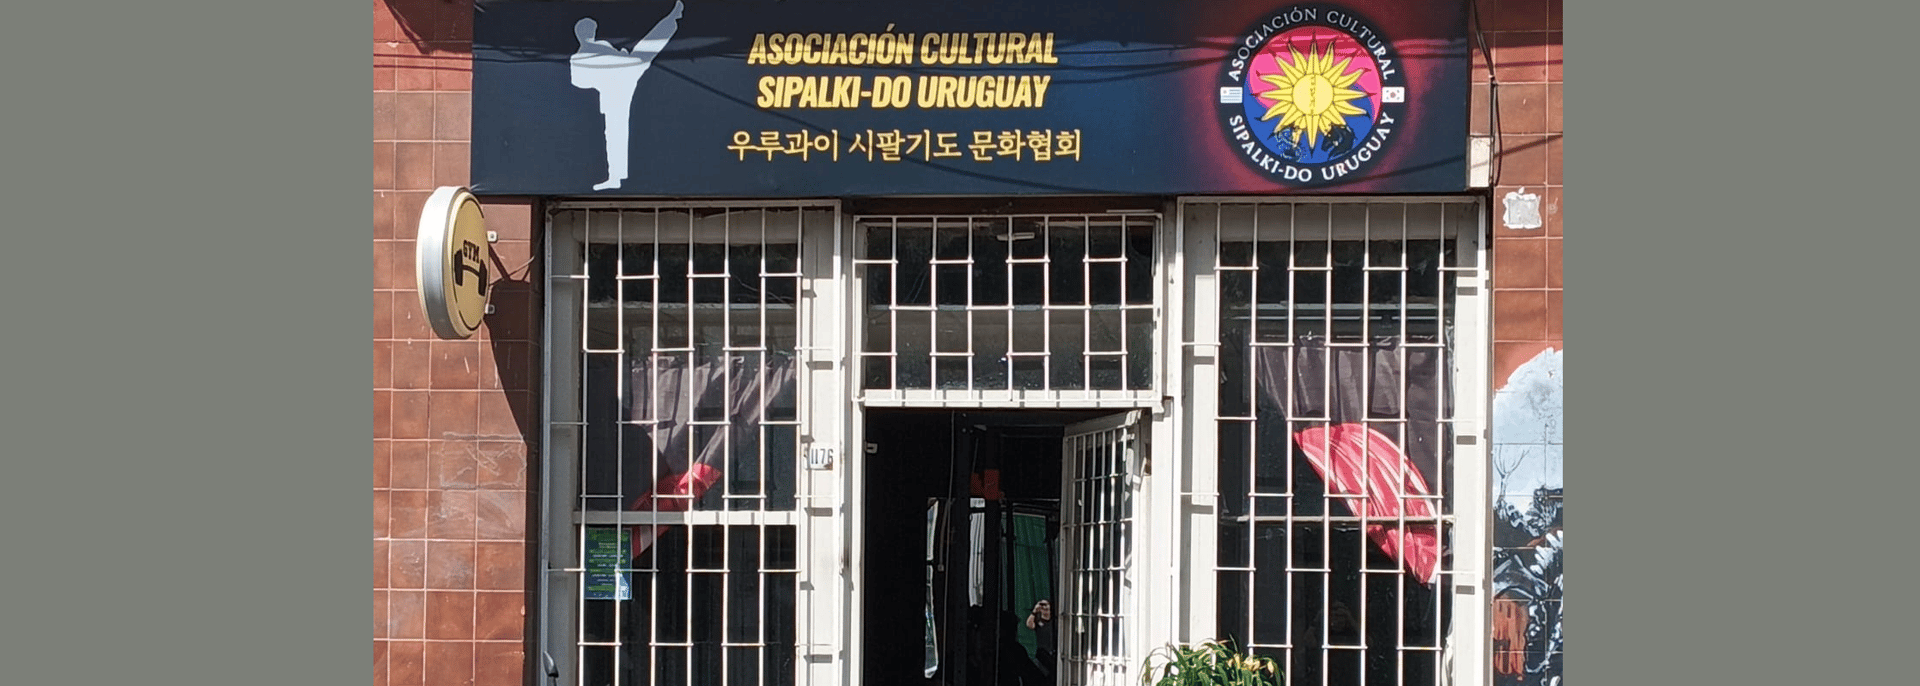 ASOCIACIÓN CULTURAL
SIPALKI-DO URUGUAY
우루과이 시팔기도 문화협회
ASOCIACIÓN CULTURAL
SIPALKI-DO URUGUAY
GYM
1176